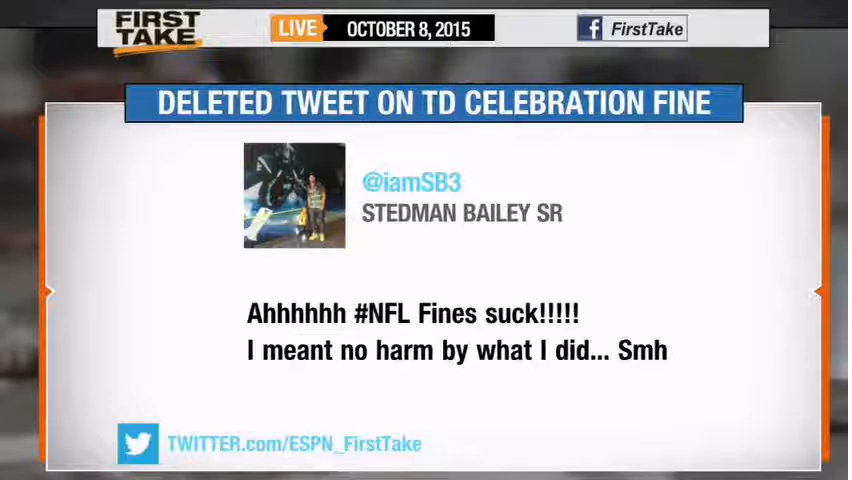 FIRST TAKE
LIVE OCTOBER 8, 2015 f FirstTake
DELETED TWEET ON TD CELEBRATION FINE
@iamSB3
STEDMAN BAILEY SR
Ahhhhhh #NFL Fines suck!!!!!
I meant no harm by what I did... Smh
TWITTER.com/ESPN_FirstTake